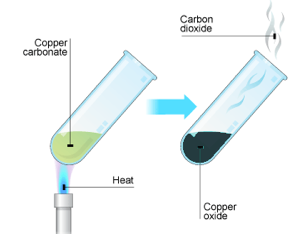 Carbon
dioxide
Copper
carbonate
Heat
Copper
oxide